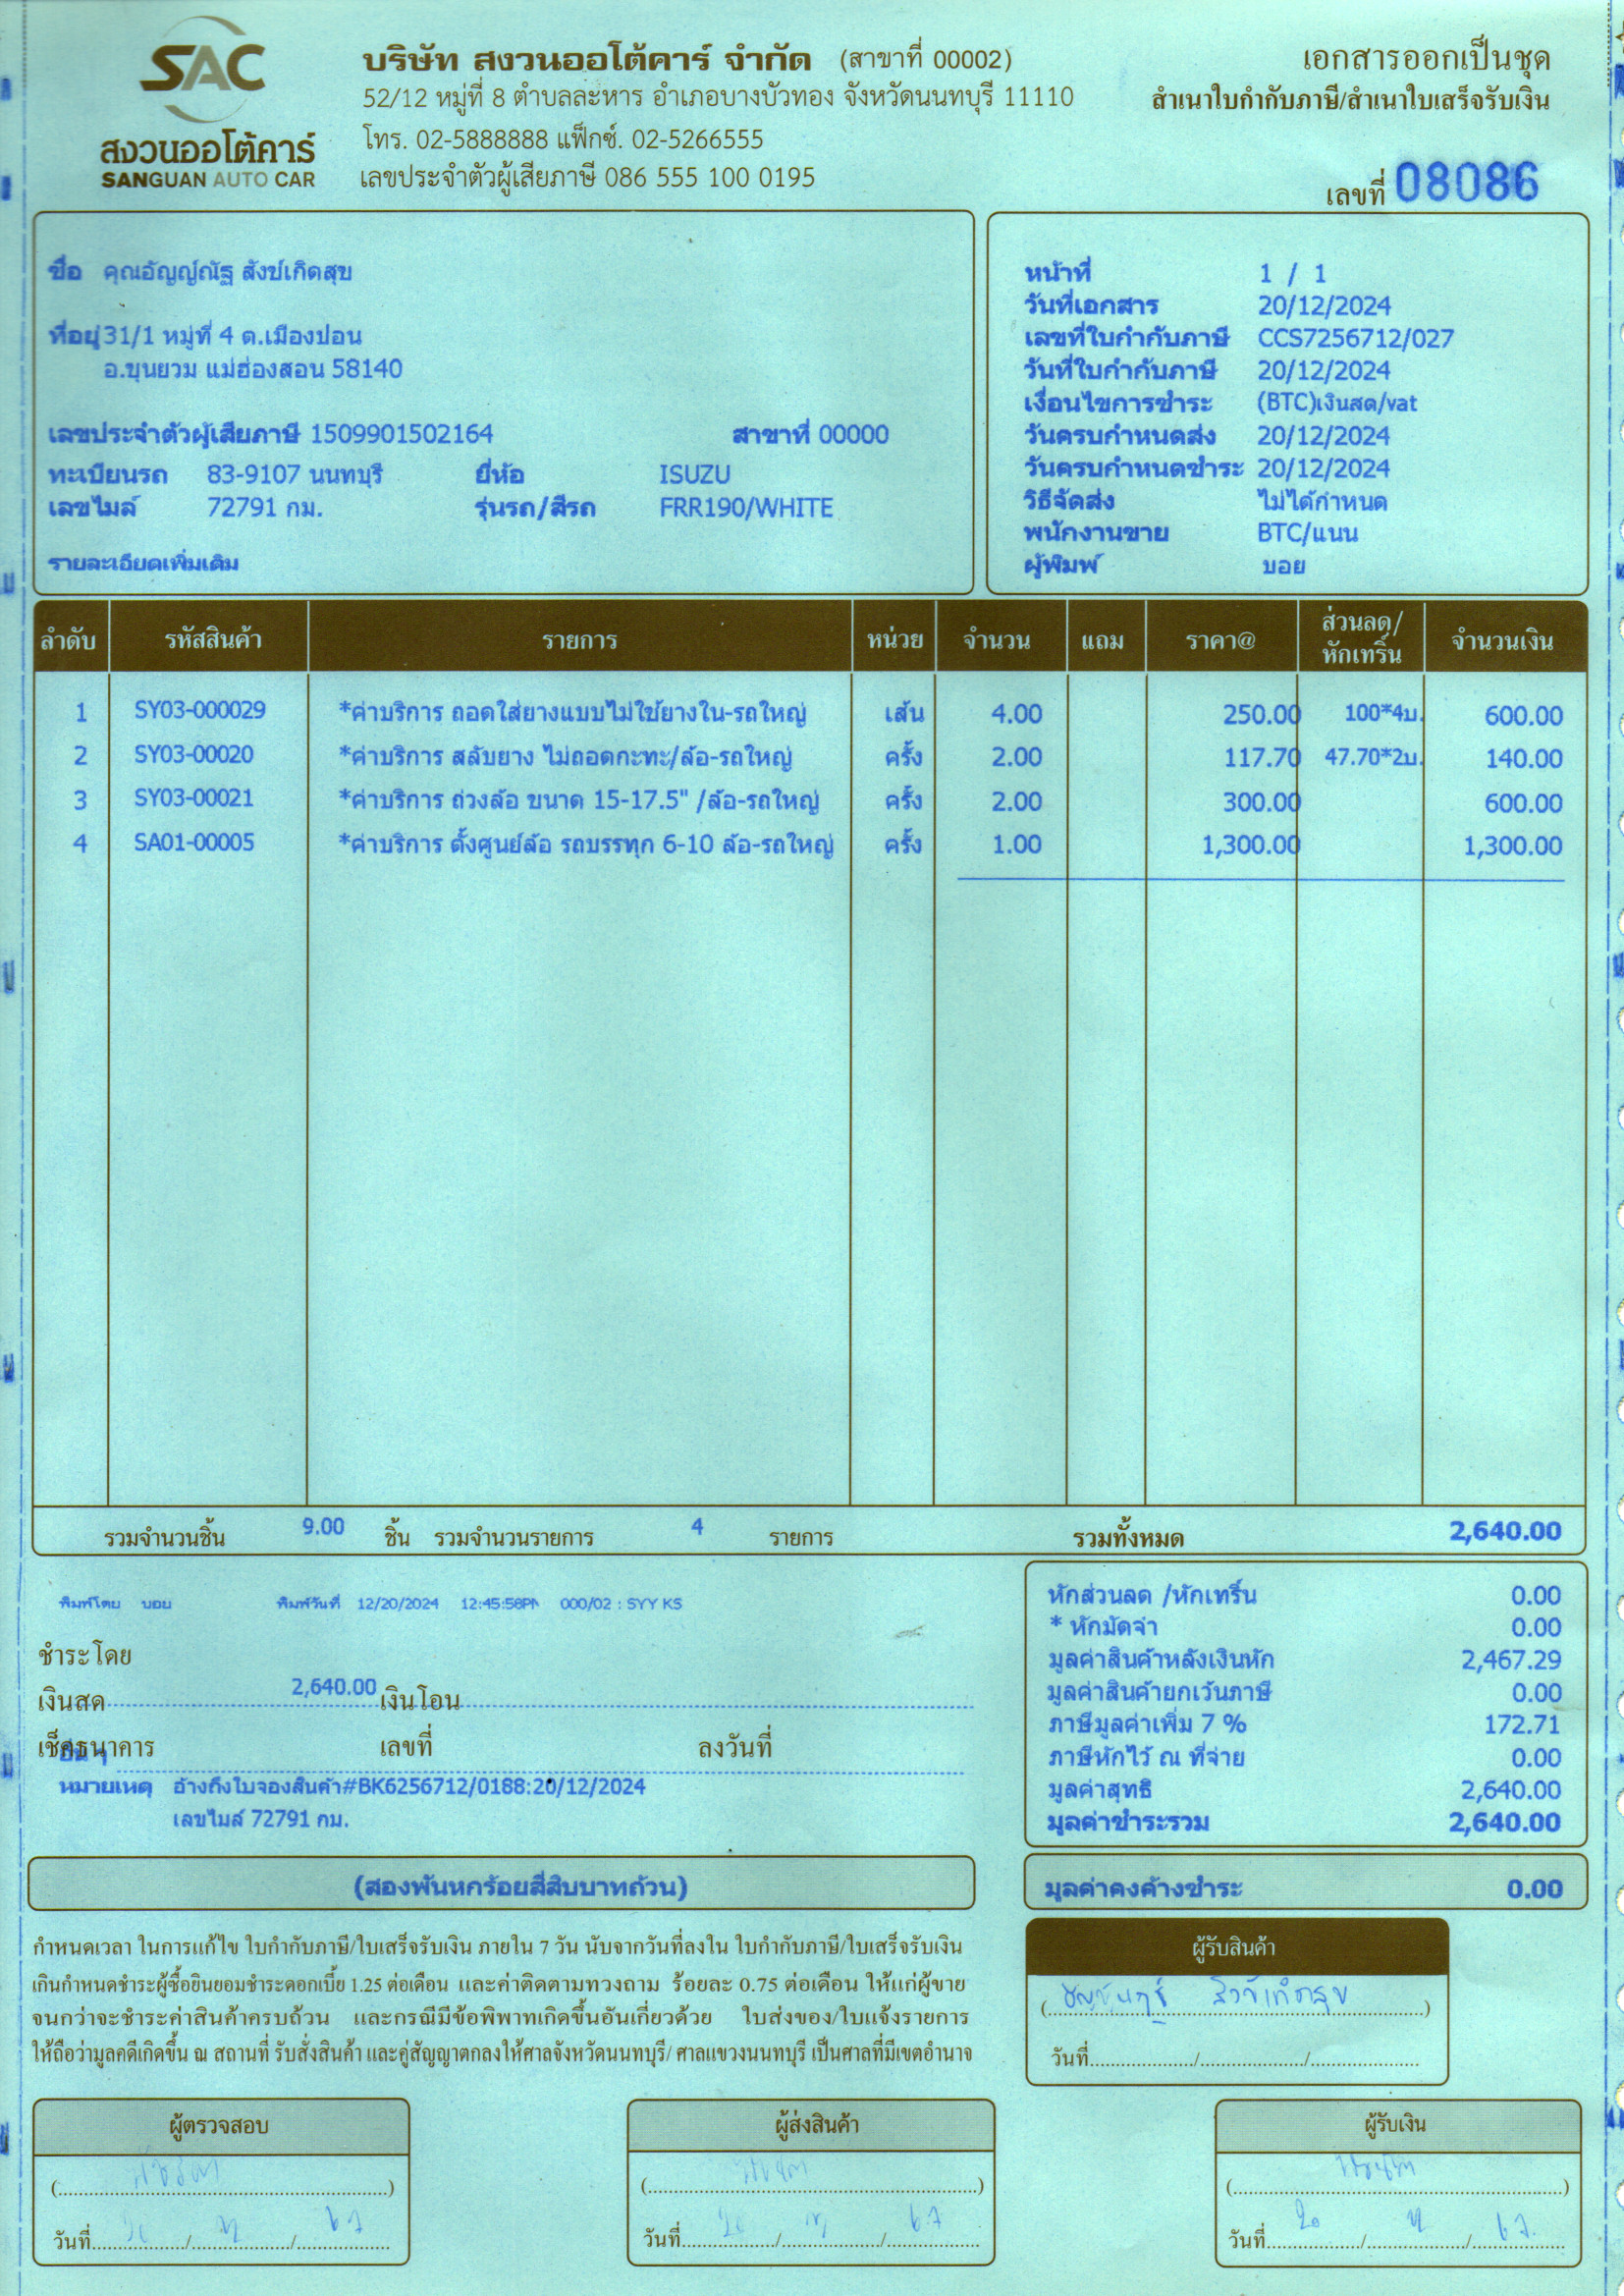 SAC
สงวนออโต้คาร์
SANGUAN AUTO CAR
บริษัท สงวนออโต้คาร์ จำกัด (สาขาที่ 00002)
52/12 หมู่ที่ 8 ตำบลละหาร อำเภอบางบัวทอง จังหวัดนนทบุรี 11110
โทร. 02-5888888 แฟ็กซ์. 02-5266555
เลขประจำตัวผู้เสียภาษี 086 555 100 0195
เอกสารออกเป็นชุด
สำเนาใบกำกับภาษี/สำเนาใบเสร็จรับเงิน
เลขที่ 08086
ชื่อ คุณอัญญ์ณัฐ สังข์เกิดสุข
ที่อยู่ 31/1 หมู่ที่ 4 ต.เมืองปอน
อ.ขุนยวม แม่ฮ่องสอน 58140
เลขประจำตัวผู้เสียภาษี 1509901502164 สาขาที่ 00000
ทะเบียนรถ 83-9107 นนทบุรี ยี่ห้อ ISUZU
เลขไมล์ 72791 กม. รุ่นรถ/สีรถ FRR190/WHITE
รายละเอียดเพิ่มเติม
หน้าที่ 1 / 1
วันที่เอกสาร 20/12/2024
เลขที่ใบกำกับภาษี CCS7256712/027
วันที่ใบกำกับภาษี 20/12/2024
เงื่อนไขการชำระ (BTC)เงินสด/vat
วันครบกำหนดส่ง 20/12/2024
วันครบกำหนดชำระ 20/12/2024
วิธีจัดส่ง ไม่ได้กำหนด
พนักงานขาย BTC/แนน
ผู้พิมพ์ บอย
ลำดับ รหัสสินค้า รายการ หน่วย จำนวน แถม ราคา@ ส่วนลด/หักเทริ์น จำนวนเงิน
1 SY03-000029 *ค่าบริการ ถอดใส่ยางแบบไม่ใช้ยางใน-รถใหญ่ เส้น 4.00 250.00 100*4บ. 600.00
2 SY03-00020 *ค่าบริการ สลับยาง ไม่ถอดกะทะ/ล้อ-รถใหญ่ ครั้ง 2.00 117.70 47.70*2บ. 140.00
3 SY03-00021 *ค่าบริการ ถ่วงล้อ ขนาด 15-17.5" /ล้อ-รถใหญ่ ครั้ง 2.00 300.00 600.00
4 SA01-00005 *ค่าบริการ ตั้งศูนย์ล้อ รถบรรทุก 6-10 ล้อ-รถใหญ่ ครั้ง 1.00 1,300.00 1,300.00
รวมจำนวนชิ้น 9.00 ชิ้น รวมจำนวนรายการ 4 รายการ รวมทั้งหมด 2,640.00
พิมพ์โดย บอย พิมพ์วันที่ 12/20/2024 12:45:58PM 000/02 : SYY KS
ชำระโดย
เงินสด 2,640.00 เงินโอน
เช็คธนาคาร เลขที่ ลงวันที่
อื่น ๆ
หมายเหตุ อ้างถึงใบจองสินค้า#BK6256712/0188:20/12/2024
เลขไมล์ 72791 กม.
หักส่วนลด /หักเทริ์น 0.00
* หักมัดจำ 0.00
มูลค่าสินค้าหลังเงินหัก 2,467.29
มูลค่าสินค้ายกเว้นภาษี 0.00
ภาษีมูลค่าเพิ่ม 7 % 172.71
ภาษีหักไว้ ณ ที่จ่าย 0.00
มูลค่าสุทธิ 2,640.00
มูลค่าชำระรวม 2,640.00
(สองพันหกร้อยสี่สิบบาทถ้วน)
มูลค่าคงค้างชำระ 0.00
กำหนดเวลา ในการแก้ไข ใบกำกับภาษี/ใบเสร็จรับเงิน ภายใน 7 วัน นับจากวันที่ลงใน ใบกำกับภาษี/ใบเสร็จรับเงิน
เกินกำหนดชำระผู้ซื้อยินยอมชำระดอกเบี้ย 1.25 ต่อเดือน และค่าติดตามทวงถาม ร้อยละ 0.75 ต่อเดือน ให้แก่ผู้ขาย
จนกว่าจะชำระค่าสินค้าครบถ้วน และกรณีมีข้อพิพาทเกิดขึ้นอันเกี่ยวด้วย ใบส่งของ/ใบแจ้งรายการ
ให้ถือว่ามูลคดีเกิดขึ้น ณ สถานที่ รับสั่งสินค้า และคู่สัญญาตกลงให้ศาลจังหวัดนนทบุรี/ ศาลแขวงนนทบุรี เป็นศาลที่มีเขตอำนาจ
ผู้รับสินค้า
วันที่ / /
ผู้ตรวจสอบ
วันที่ 20 / 12 / 67
ผู้ส่งสินค้า
วันที่ 20 / 12 / 67
ผู้รับเงิน
วันที่ 20 / 12 / 67